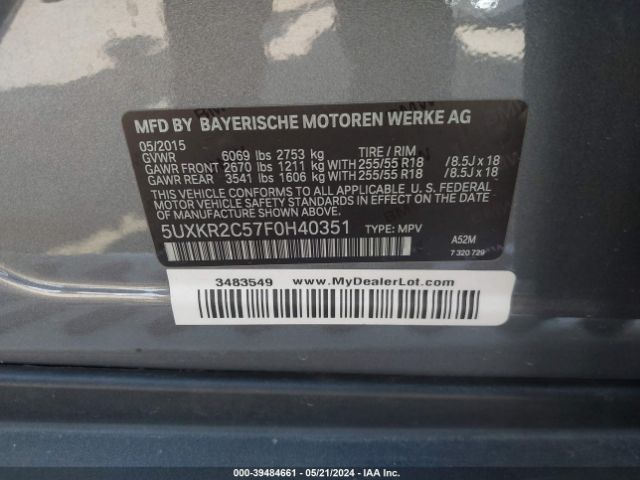 MFD BY BAYERISCHE MOTOREN WERKE AG
05/2015
GVWR 6069 lbs 2753 kg TIRE / RIM
GAWR FRONT 2670 lbs 1211 kg WITH 255/55 R18 / 8.5J x 18
GAWR REAR 3541 lbs 1606 kg WITH 255/55 R18 / 8.5J x 18
THIS VEHICLE CONFORMS TO ALL APPLICABLE U. S. FEDERAL
MOTOR VEHICLE SAFETY STANDARDS IN EFFECT ON THE DATE OF
MANUFACTURE SHOWN ABOVE.
5UXKR2C57F0H40351 TYPE: MPV A52M
7 320 729
3483549 www.MyDealerLot.com
000-39484661 - 05/21/2024 - IAA Inc.